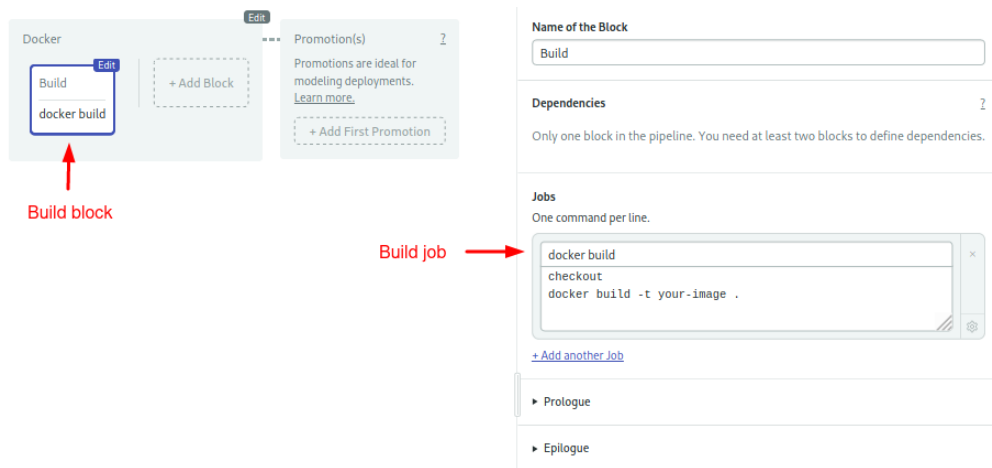 Edit
Docker
Edit
Build
docker build
+ Add Block
Promotion(s)
?
Promotions are ideal for
modeling deployments.
Learn more.
+ Add First Promotion
Build block
Build job
Name of the Block
Build
Dependencies
?
Only one block in the pipeline. You need at least two blocks to define dependencies.
Jobs
One command per line.
docker build
×
checkout
docker build -t your-image .
+ Add another Job
Prologue
Epilogue